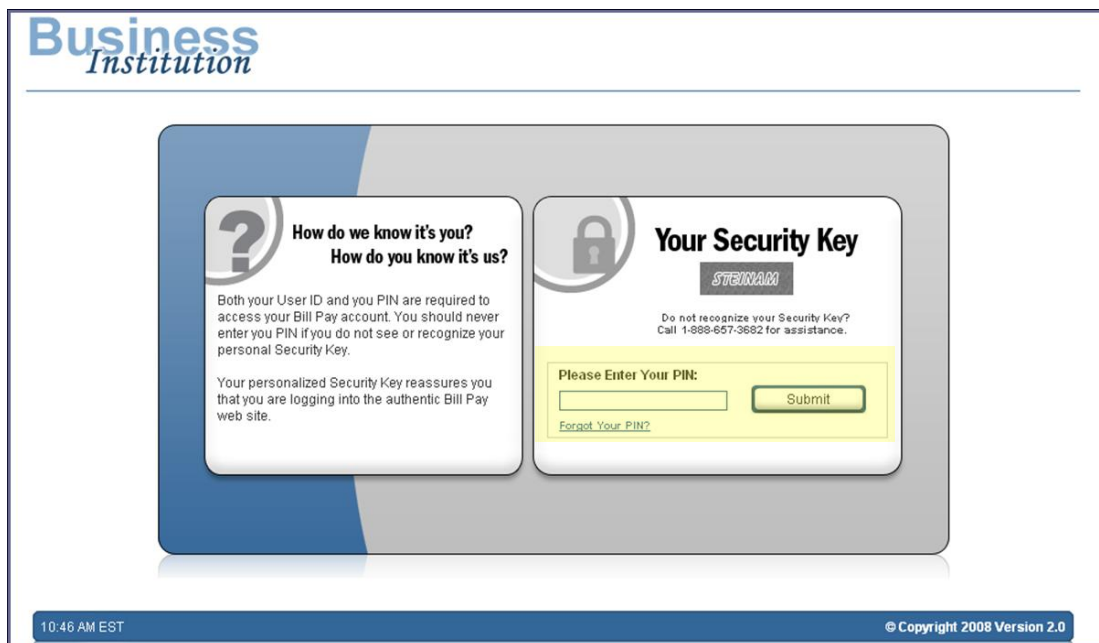 Business
Institution
?
How do we know it's you?
How do you know it's us?
Both your User ID and you PIN are required to
access your Bill Pay account. You should never
enter you PIN if you do not see or recognize your
personal Security Key.
Your personalized Security Key reassures you
that you are logging into the authentic Bill Pay
web site.
Your Security Key
STEINAM
Do not recognize your Security Key?
Call 1-888-657-3682 for assistance.
Please Enter Your PIN:
Submit
Forgot Your PIN?
10:46 AM EST
© Copyright 2008 Version 2.0